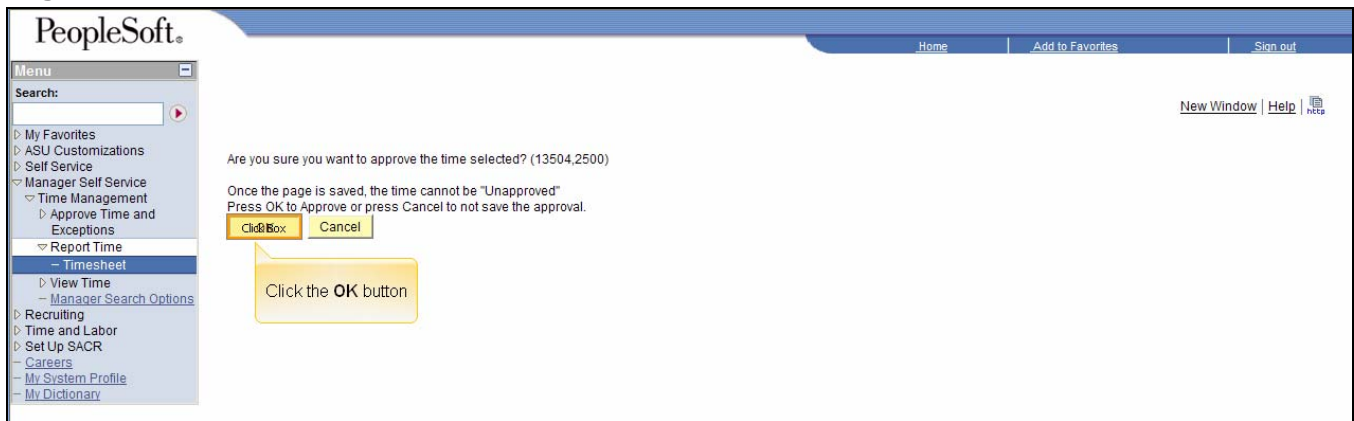 PeopleSoft.
Home Add to Favorites Sign out
Menu
Search:
New Window | Help | http
My Favorites
ASU Customizations
Self Service
Manager Self Service
Time Management
Approve Time and
Exceptions
Report Time
– Timesheet
View Time
– Manager Search Options
Recruiting
Time and Labor
Set Up SACR
– Careers
– My System Profile
– My Dictionary
Are you sure you want to approve the time selected? (13504,2500)
Once the page is saved, the time cannot be "Unapproved"
Press OK to Approve or press Cancel to not save the approval.
Click Box Cancel
Click the OK button